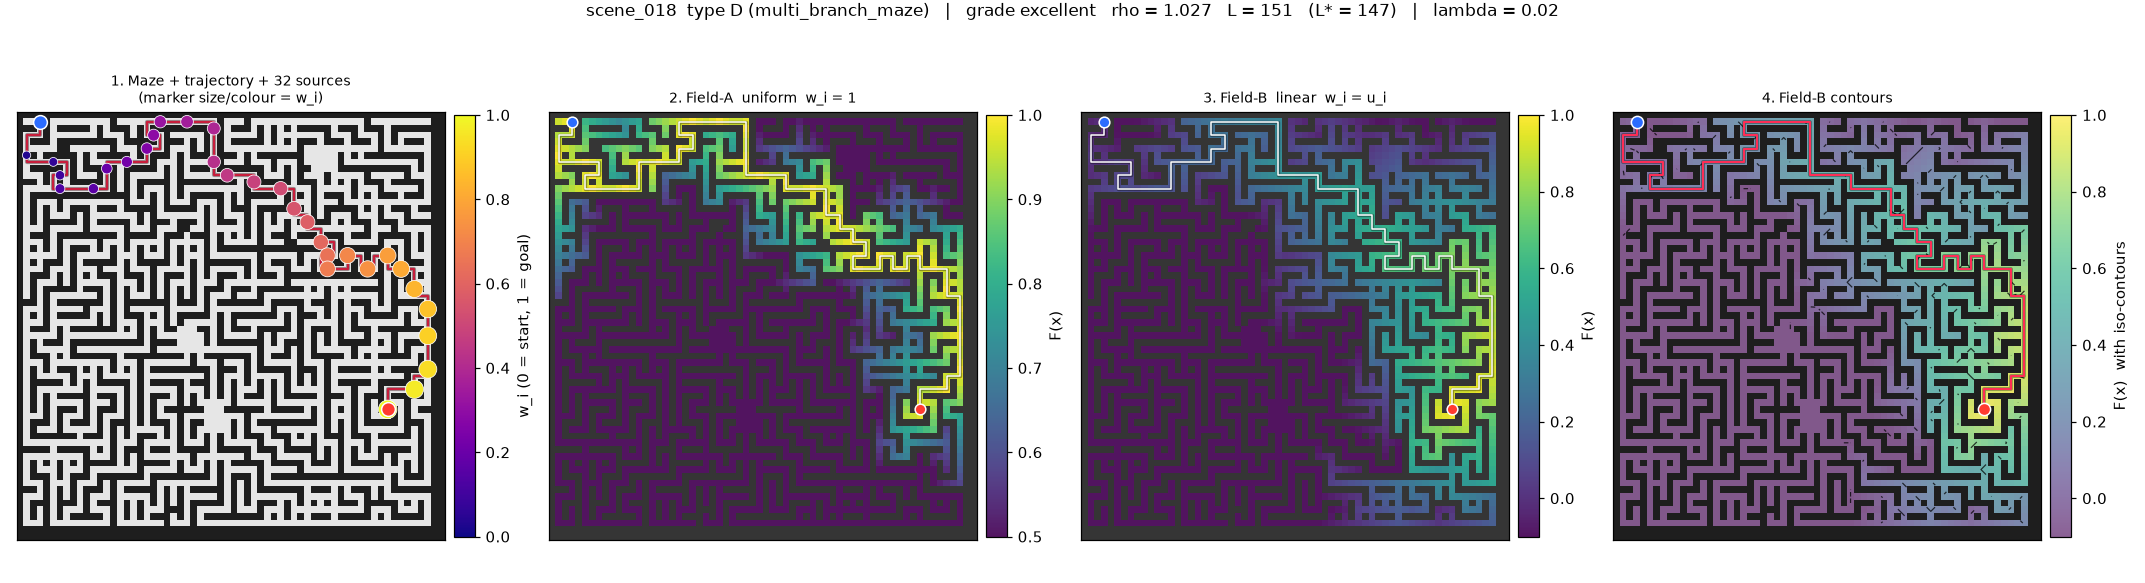 scene_018  type D (multi_branch_maze)   |   grade excellent   rho = 1.027   L = 151   (L* = 147)   |   lambda = 0.02
1. Maze + trajectory + 32 sources
(marker size/colour = w_i)
1.0
0.8
0.6
0.4
0.2
0.0
w_i (0 = start, 1 = goal)
2. Field-A  uniform  w_i = 1
1.0
0.9
0.8
0.7
0.6
0.5
F(x)
3. Field-B  linear  w_i = u_i
1.0
0.8
0.6
0.4
0.2
0.0
F(x)
4. Field-B contours
1.0
0.8
0.6
0.4
0.2
0.0
F(x)   with iso-contours